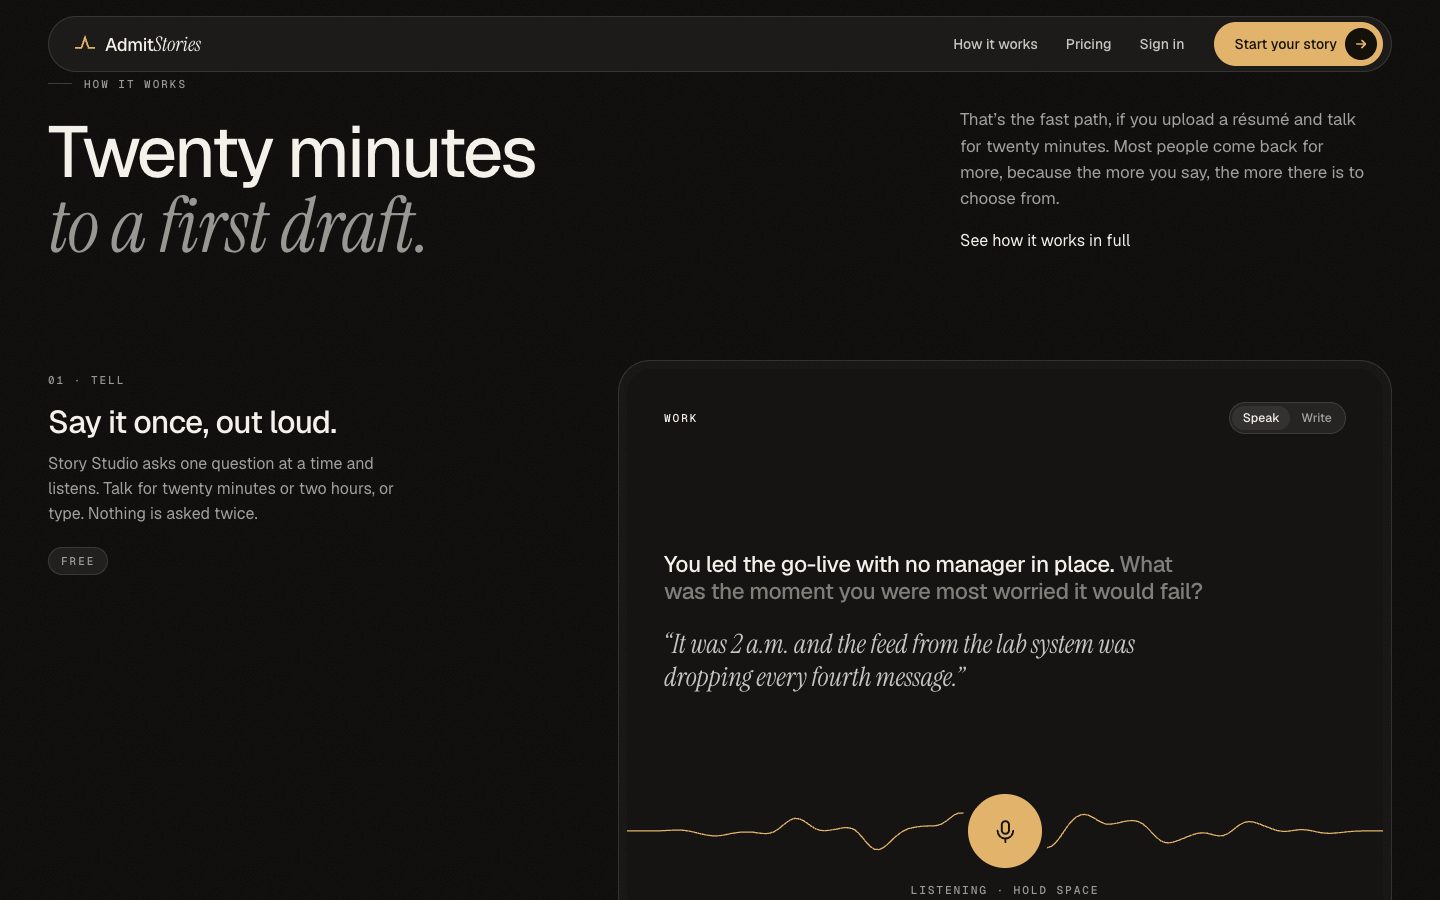 AdmitStories
How it works
Pricing
Sign in
Start your story
HOW IT WORKS
Twenty minutes
to a first draft.
That’s the fast path, if you upload a résumé and talk
for twenty minutes. Most people come back for
more, because the more you say, the more there is to
choose from.
See how it works in full
01 · TELL
Say it once, out loud.
Story Studio asks one question at a time and
listens. Talk for twenty minutes or two hours, or
type. Nothing is asked twice.
FREE
WORK
Speak
Write
You led the go-live with no manager in place. What
was the moment you were most worried it would fail?
“It was 2 a.m. and the feed from the lab system was
dropping every fourth message.”
LISTENING · HOLD SPACE